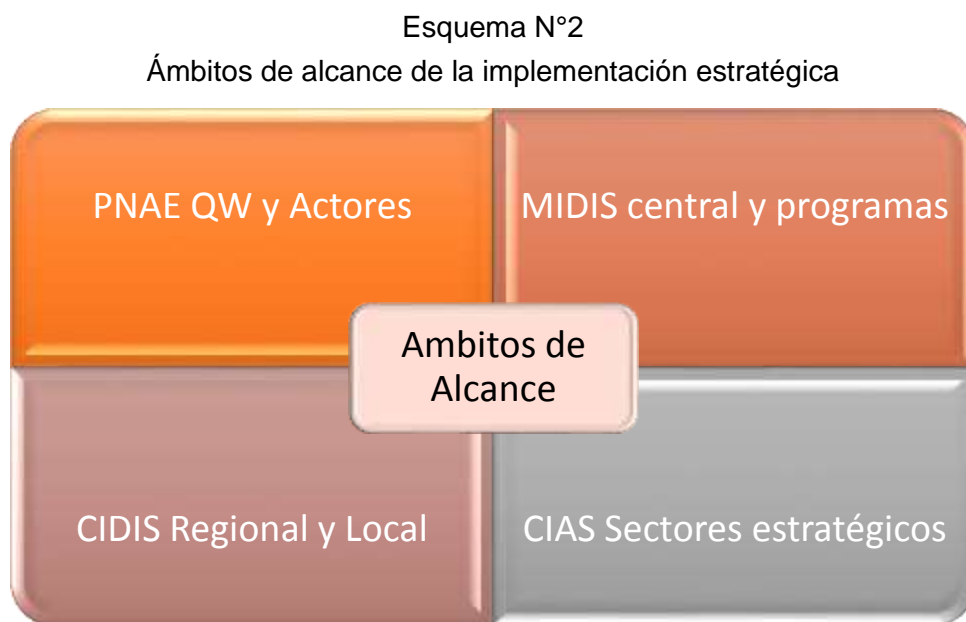 Esquema N°2
Ámbitos de alcance de la implementación estratégica
PNAE QW y Actores
MIDIS central y programas
Ambitos de
Alcance
CIDIS Regional y Local
CIAS Sectores estratégicos